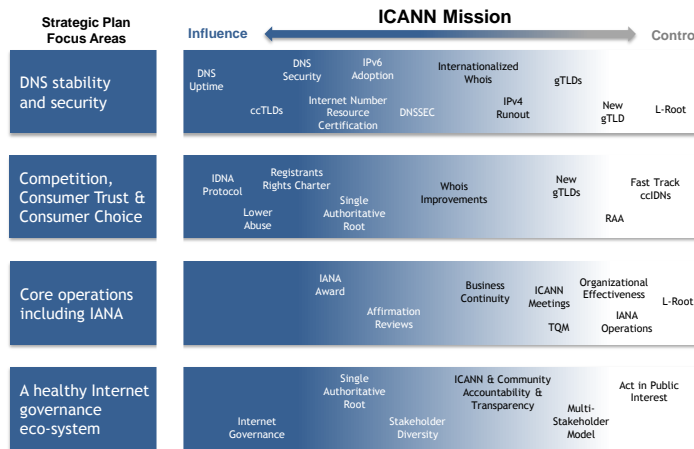 Strategic Plan
Focus Areas
ICANN Mission
Influence
Control
DNS stability
and security
DNS
Uptime
ccTLDs
DNS
Security
Internet Number
Resource
Certification
IPv6
Adoption
DNSSEC
Internationalized
Whois
IPv4
Runout
gTLDs
New
gTLD
L-Root
Competition,
Consumer Trust &
Consumer Choice
IDNA
Protocol
Lower
Abuse
Registrants
Rights Charter
Single
Authoritative
Root
Whois
Improvements
New
gTLDs
RAA
Fast Track
ccIDNs
Core operations
including IANA
IANA
Award
Affirmation
Reviews
Business
Continuity
ICANN
Meetings
TQM
Organizational
Effectiveness
IANA
Operations
L-Root
A healthy Internet
governance
eco-system
Internet
Governance
Single
Authoritative
Root
Stakeholder
Diversity
ICANN & Community
Accountability &
Transparency
Multi-
Stakeholder
Model
Act in Public
Interest